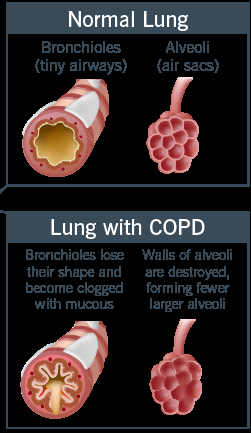 Normal Lung
Bronchioles
(tiny airways)
Alveoli
(air sacs)
Lung with COPD
Bronchioles lose
their shape and
become clogged
with mucous
Walls of alveoli
are destroyed,
forming fewer
larger alveoli